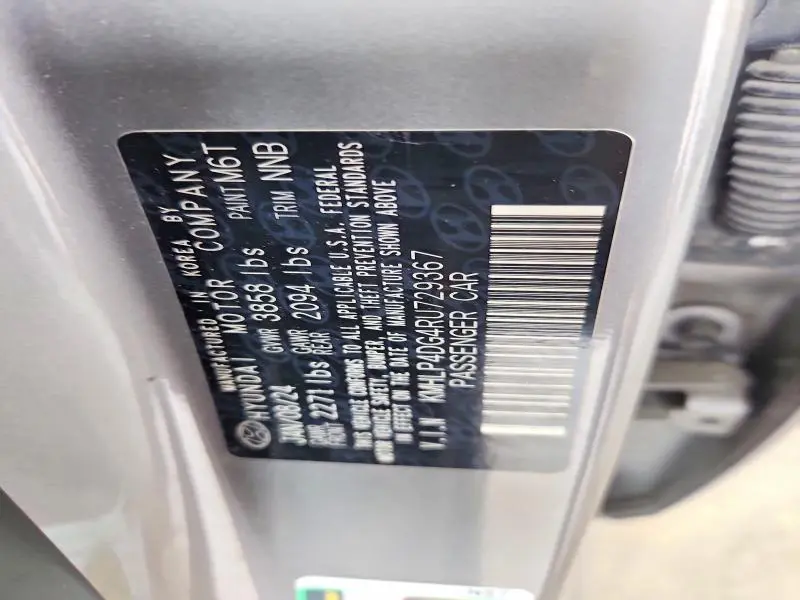 MANUFACTURED IN KOREA BY
HYUNDAI MOTOR COMPANY
JAN/08/24 GVWR 3858 lbs PAINT M6T
GAWR FRNT 2271 lbs GAWR REAR 2094 lbs TRIM NNB
THIS VEHICLE CONFORMS TO ALL APPLICABLE U.S.A. FEDERAL
MOTOR VEHICLE SAFETY, BUMPER, AND THEFT PREVENTION STANDARDS
IN EFFECT ON THE DATE OF MANUFACTURE SHOWN ABOVE
V.I.N KMHLP4DG4RU729367
PASSENGER CAR